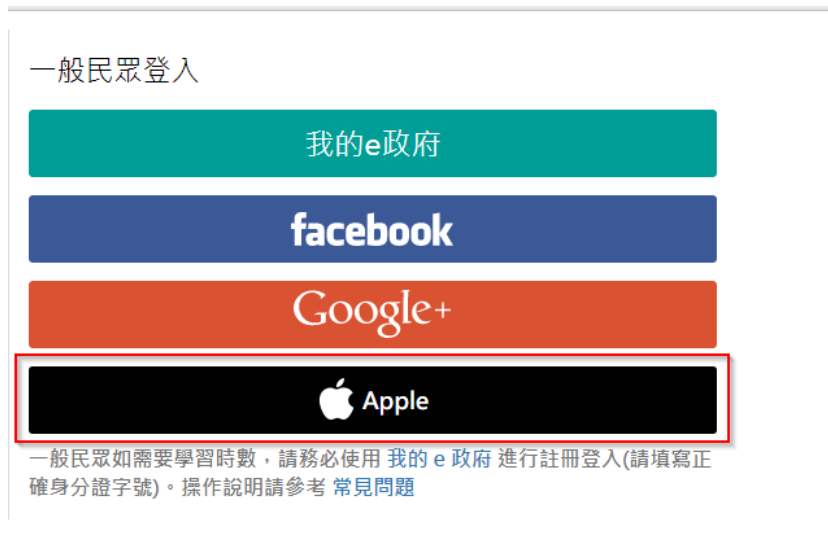 一般民眾登入
我的e政府
facebook
Google+
Apple
一般民眾如需要學習時數，請務必使用 我的 e 政府 進行註冊登入(請填寫正
確身分證字號)。操作說明請參考 常見問題